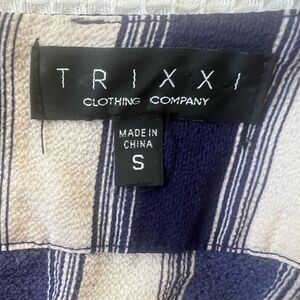 TRIXXI
CLOTHING COMPANY
MADE IN
CHINA
S